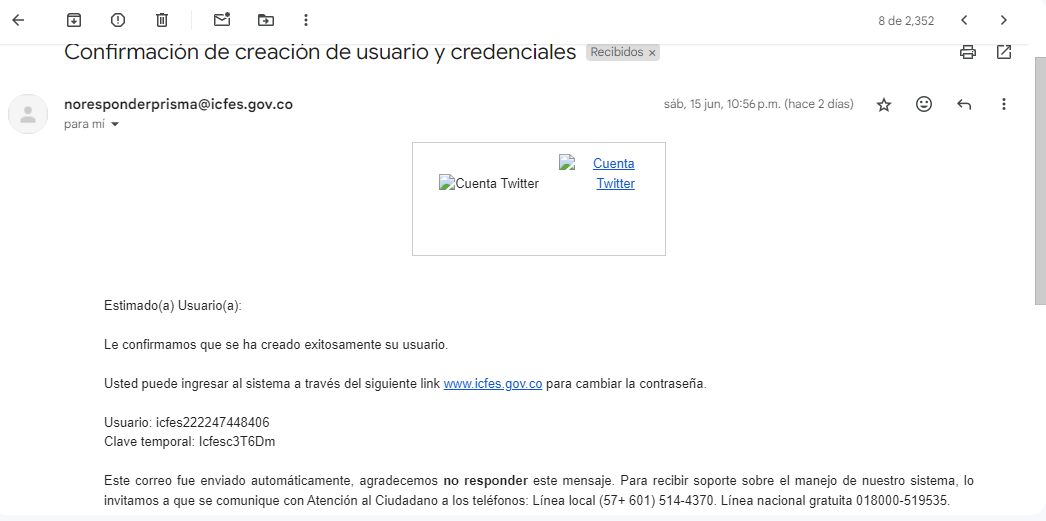 8 de 2,352
Confirmación de creación de usuario y credenciales Recibidos ×
noresponderprisma@icfes.gov.co
sáb, 15 jun, 10:56 p.m. (hace 2 días)
para mí
Cuenta Twitter
Cuenta
Twitter
Estimado(a) Usuario(a):
Le confirmamos que se ha creado exitosamente su usuario.
Usted puede ingresar al sistema a través del siguiente link www.icfes.gov.co para cambiar la contraseña.
Usuario: icfes222247448406
Clave temporal: Icfesc3T6Dm
Este correo fue enviado automáticamente, agradecemos no responder este mensaje. Para recibir soporte sobre el manejo de nuestro sistema, lo
invitamos a que se comunique con Atención al Ciudadano a los teléfonos: Línea local (57+ 601) 514-4370. Línea nacional gratuita 018000-519535.